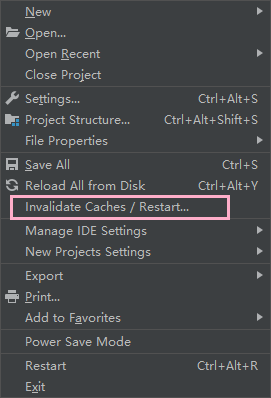 New
Open...
Open Recent
Close Project
Settings... Ctrl+Alt+S
Project Structure... Ctrl+Alt+Shift+S
File Properties
Save All Ctrl+S
Reload All from Disk Ctrl+Alt+Y
Invalidate Caches / Restart...
Manage IDE Settings
New Projects Settings
Export
Print...
Add to Favorites
Power Save Mode
Restart Ctrl+Alt+R
Exit